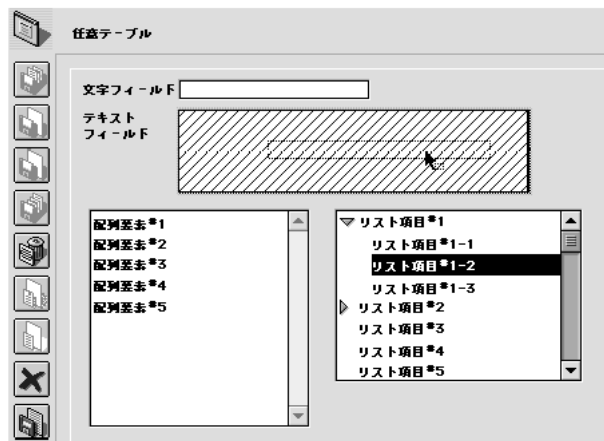 任意テーブル
文字フィールド
テキスト
フィールド
配列要素#1
配列要素#2
配列要素#3
配列要素#4
配列要素#5
リスト項目#1
リスト項目#1-1
リスト項目#1-2
リスト項目#1-3
リスト項目#2
リスト項目#3
リスト項目#4
リスト項目#5